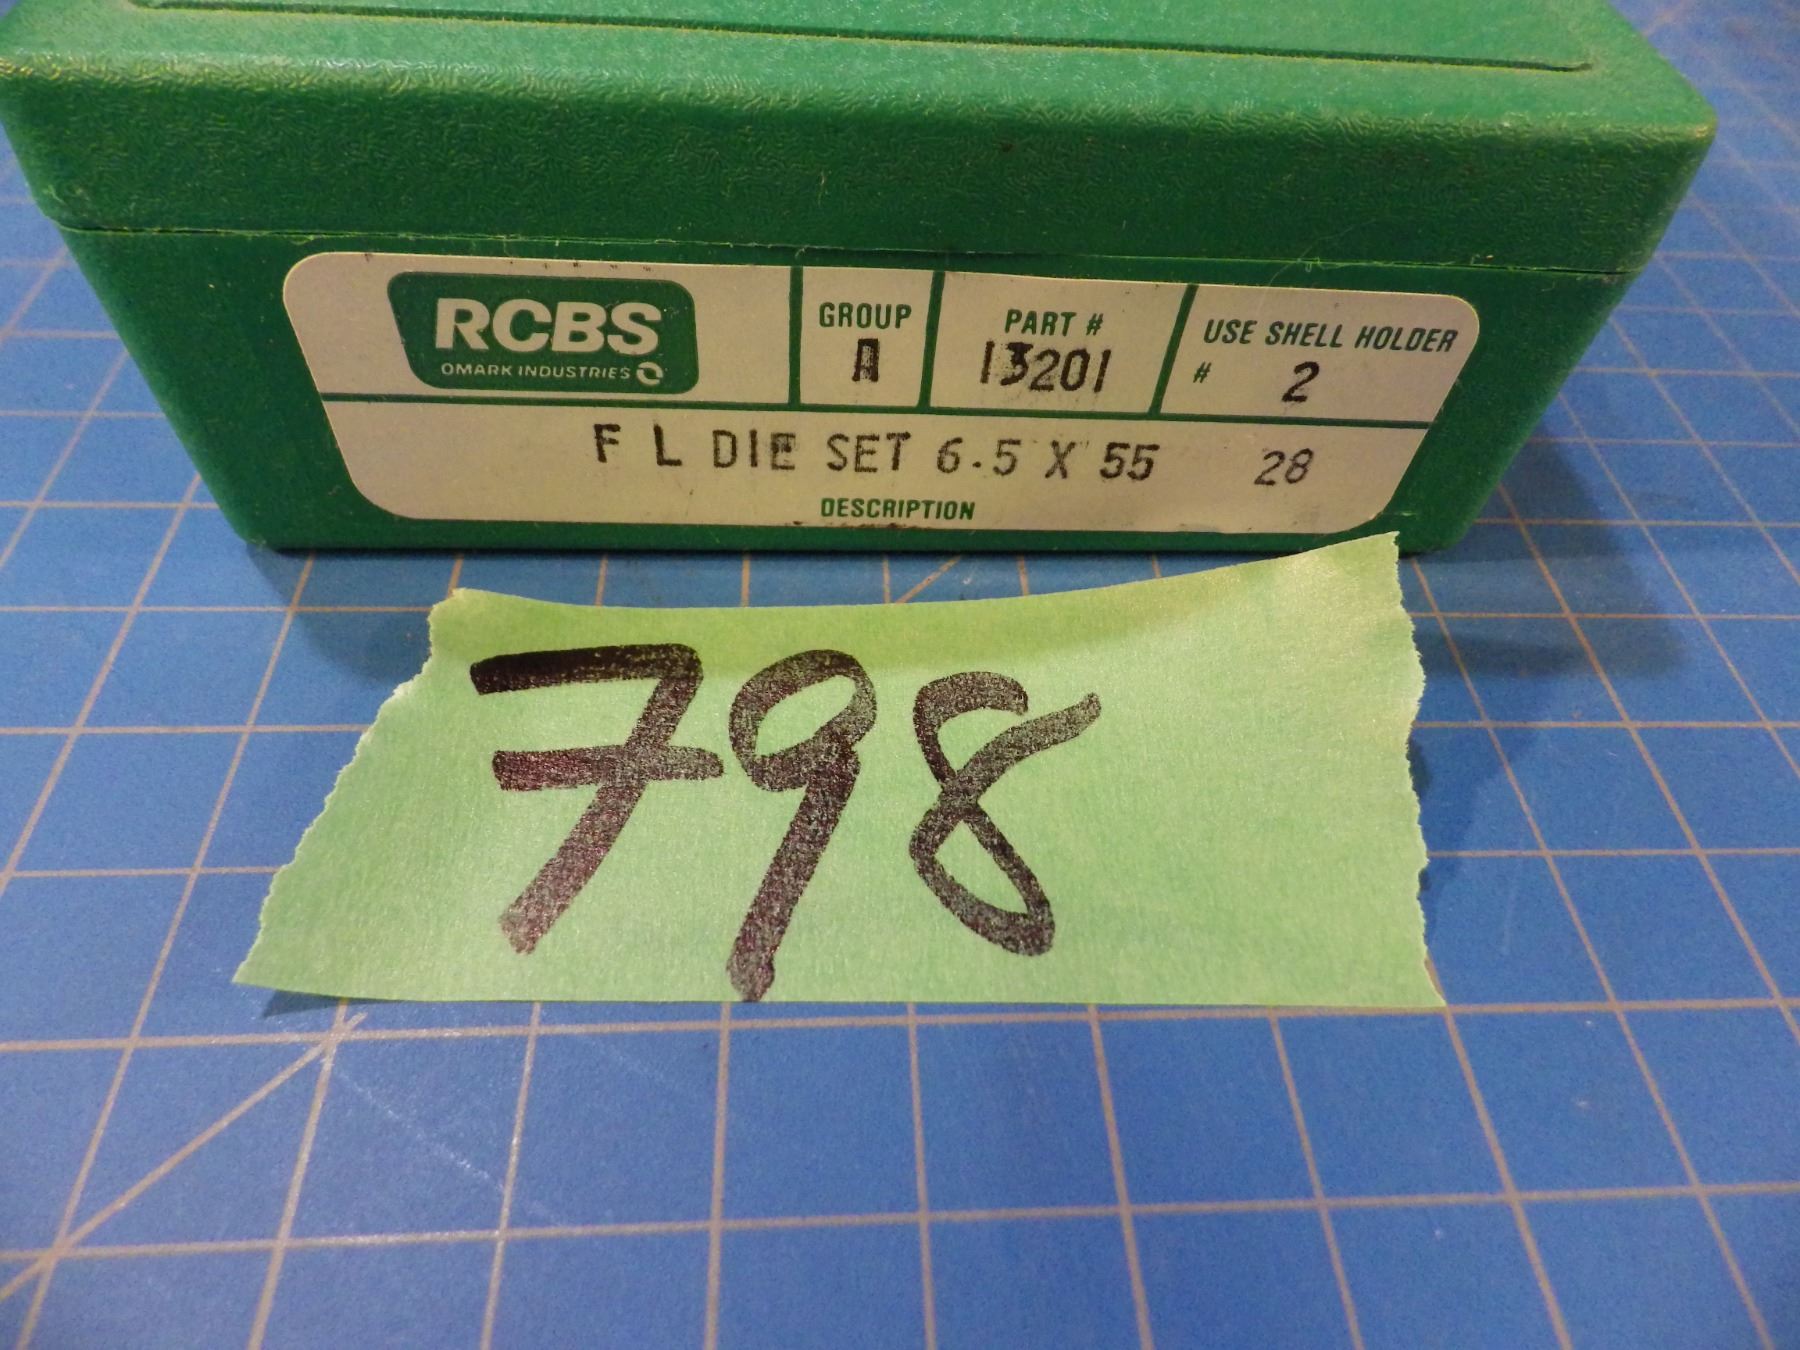 RCBS
OMARK INDUSTRIES
GROUP
A
PART #
13201
USE SHELL HOLDER
# 2
F L DIE SET 6.5 X 55 28
DESCRIPTION
798